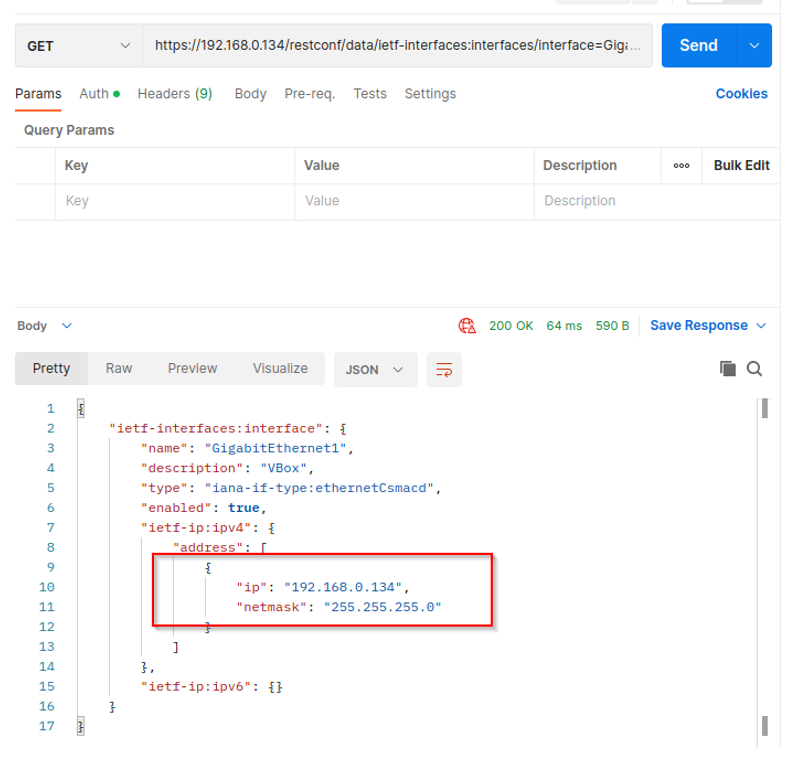 GET https://192.168.0.134/restconf/data/ietf-interfaces:interfaces/interface=Giga... Send
Params Auth Headers (9) Body Pre-req. Tests Settings Cookies
Query Params
Key Value Description ooo Bulk Edit
Key Value Description
Body 200 OK 64 ms 590 B Save Response
Pretty Raw Preview Visualize JSON
1 {
2 "ietf-interfaces:interface": {
3 "name": "GigabitEthernet1",
4 "description": "VBox",
5 "type": "iana-if-type:ethernetCsmacd",
6 "enabled": true,
7 "ietf-ip:ipv4": {
8 "address": [
9 {
10 "ip": "192.168.0.134",
11 "netmask": "255.255.255.0"
12 }
13 ]
14 },
15 "ietf-ip:ipv6": {}
16 }
17 }